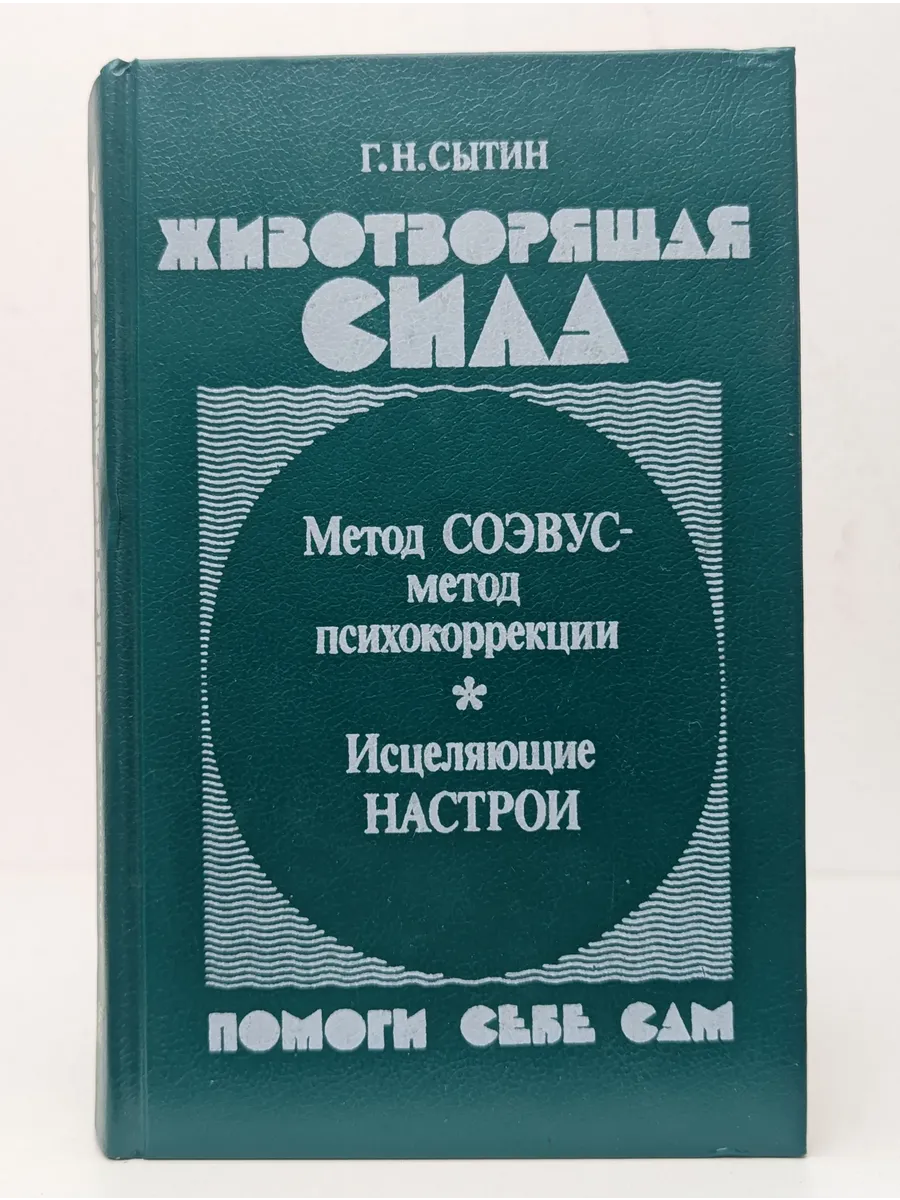 Г. Н. СЫТИН
ЖИВОТВОРЯЩАЯ
СИЛА
Метод СОЭВУС-
метод
психокоррекции
*
Исцеляющие
НАСТРОИ
ПОМОГИ СЕБЕ САМ